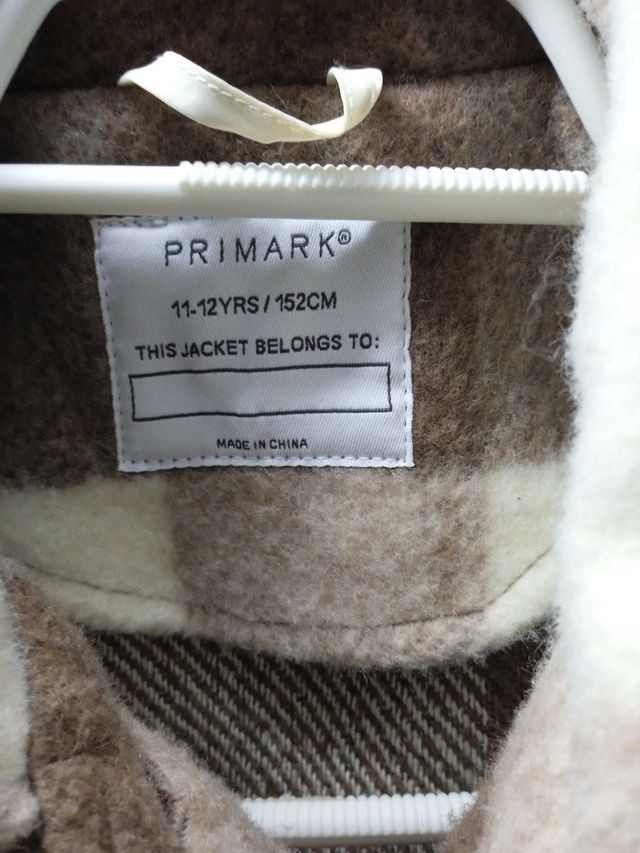 PRIMARK®
11-12YRS / 152CM
THIS JACKET BELONGS TO:
MADE IN CHINA